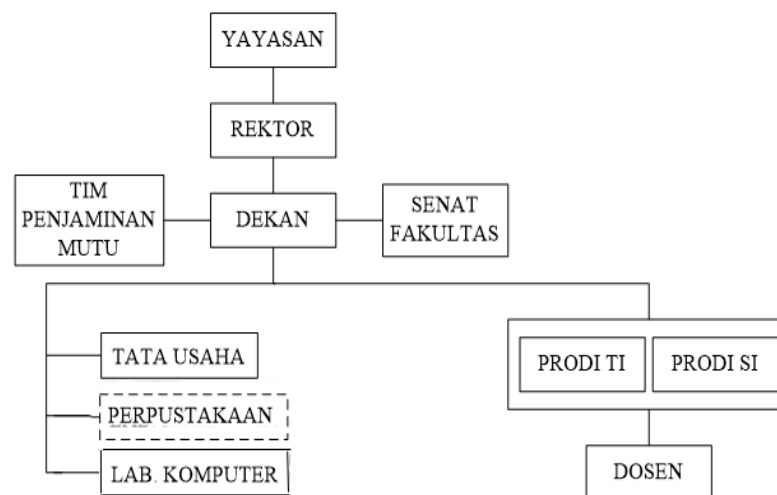 YAYASAN
REKTOR
TIM
PENJAMINAN
MUTU
DEKAN
SENAT
FAKULTAS
TATA USAHA
PERPUSTAKAAN
LAB. KOMPUTER
PRODI TI
PRODI SI
DOSEN